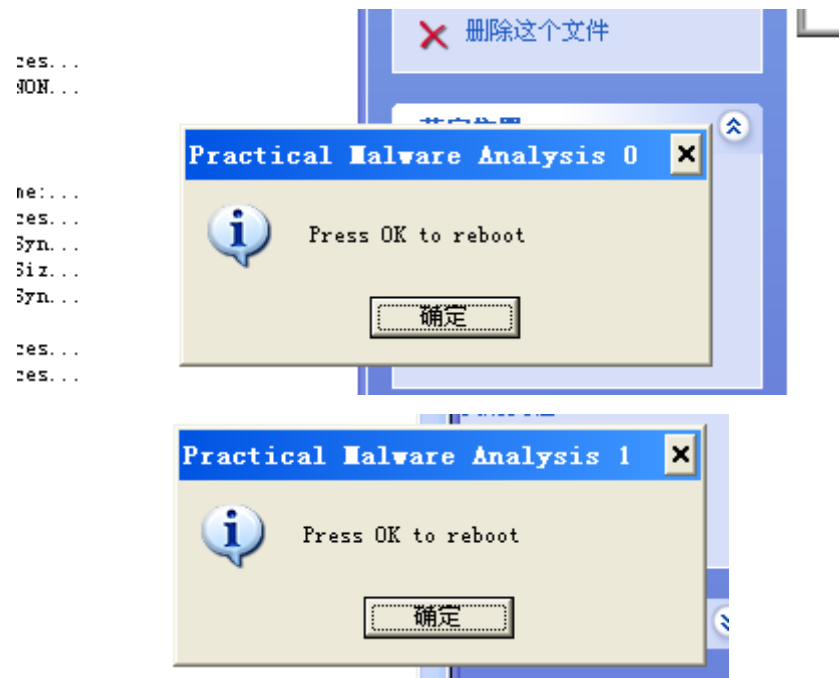 删除这个文件
ces...
NON...
Practical Malware Analysis 0
me:...
ces...
Syn...
Siz...
Syn...
ces...
ces...
Press OK to reboot
确定
Practical Malware Analysis 1
Press OK to reboot
确定